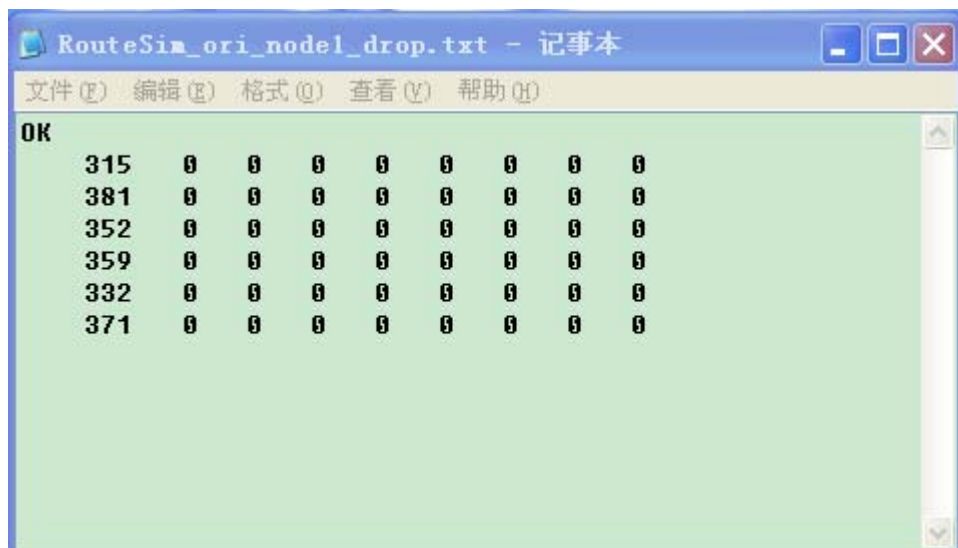 RouteSim_ori_node1_drop.txt - 记事本
文件(F) 编辑(E) 格式(O) 查看(V) 帮助(H)
OK
315 0 0 0 0 0 0 0 0
381 0 0 0 0 0 0 0 0
352 0 0 0 0 0 0 0 0
359 0 0 0 0 0 0 0 0
332 0 0 0 0 0 0 0 0
371 0 0 0 0 0 0 0 0